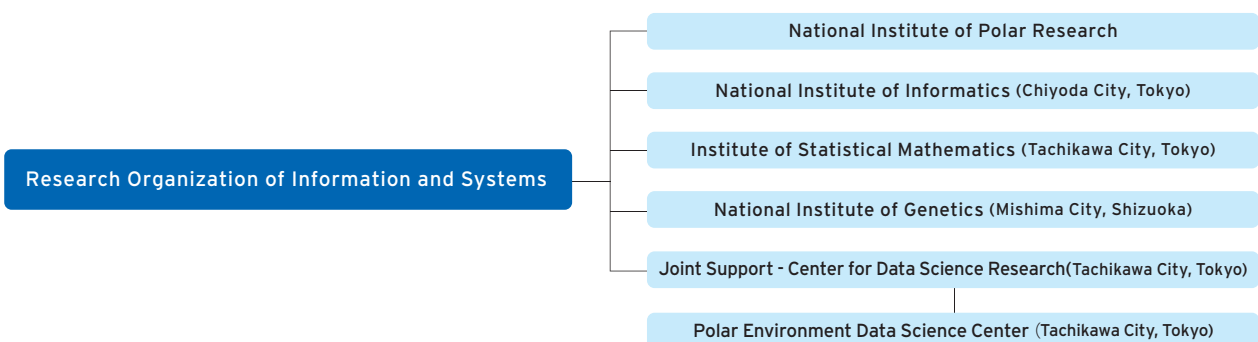 National Institute of Polar Research
National Institute of Informatics (Chiyoda City, Tokyo)
Institute of Statistical Mathematics (Tachikawa City, Tokyo)
Research Organization of Information and Systems
National Institute of Genetics (Mishima City, Shizuoka)
Joint Support - Center for Data Science Research(Tachikawa City, Tokyo)
Polar Environment Data Science Center (Tachikawa City, Tokyo)